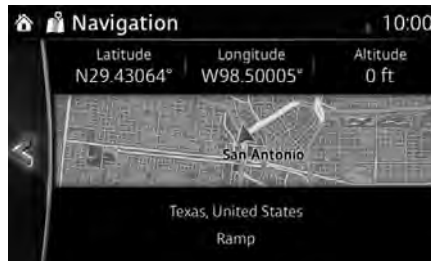 Navigation 10:00
Latitude Longitude Altitude
N29.43064° W98.50005° 0 ft
San Antonio
Texas, United States
Ramp